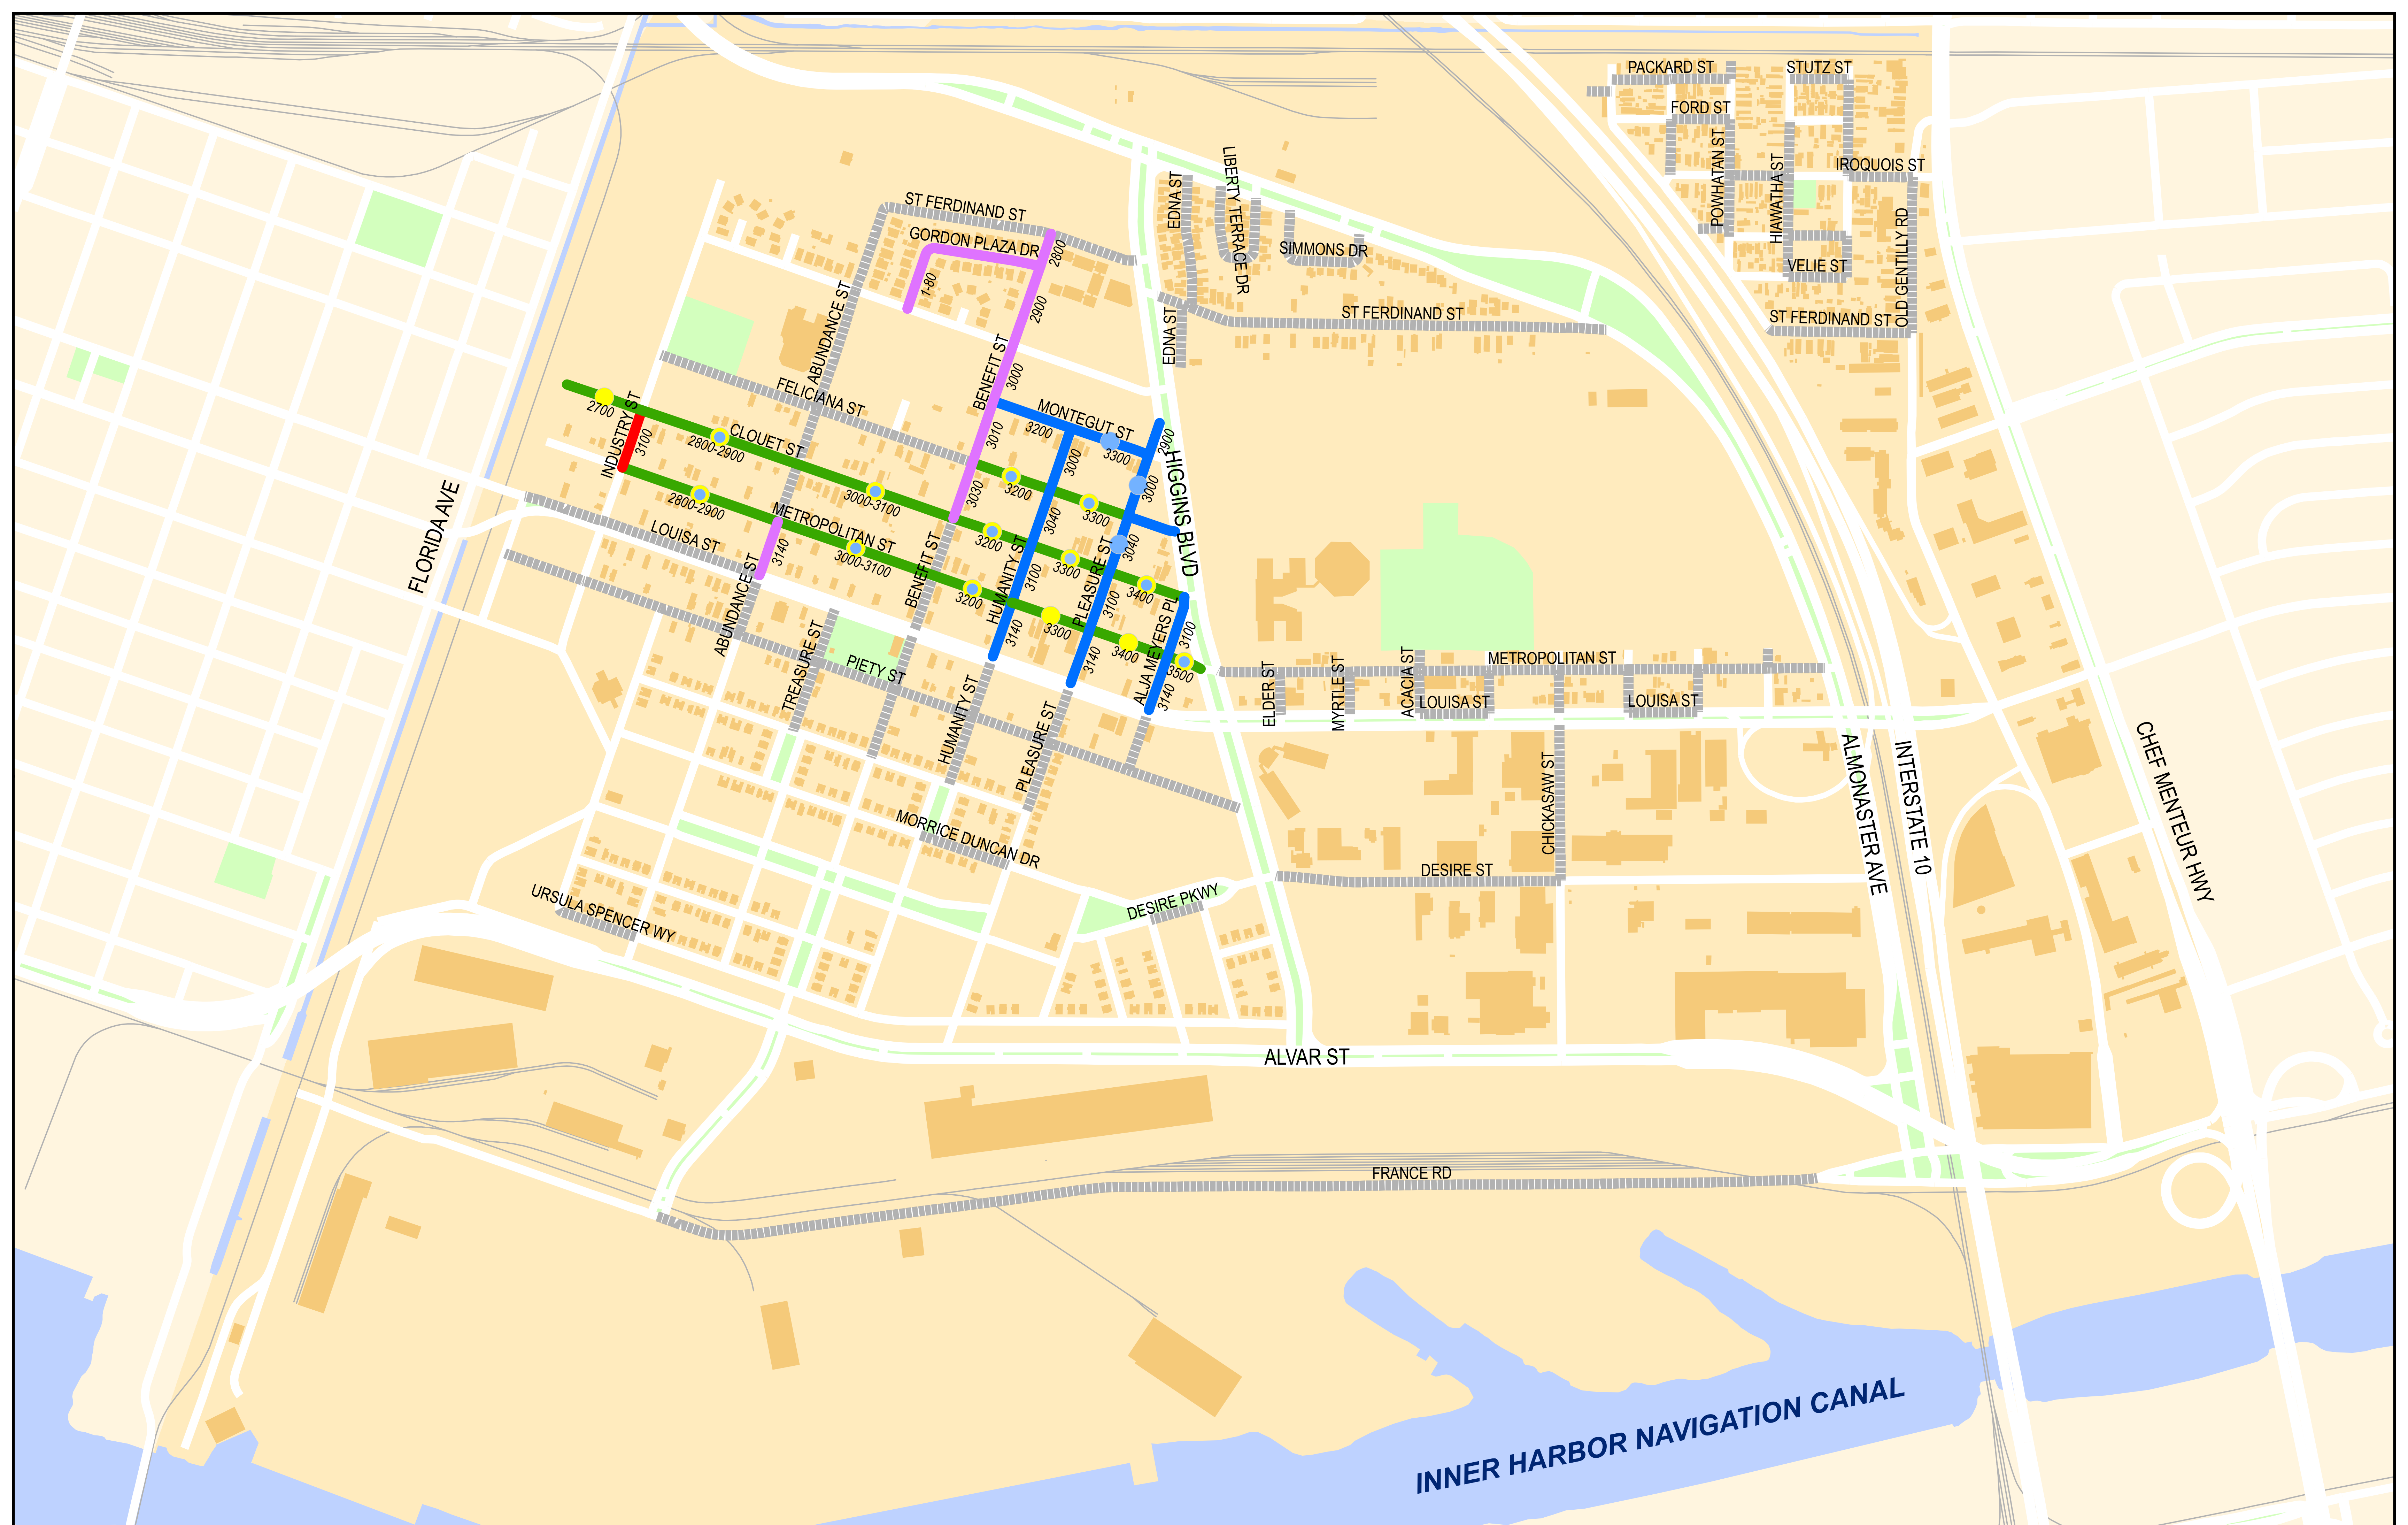 PACKARD ST
STUTZ ST
FORD ST
POWHATAN ST
HIAWATHA ST
IROQUOIS ST
OLD GENTILLY RD
VELIE ST
ST FERDINAND ST
EDNA ST
LIBERTY TERRACE DR
SIMMONS DR
ST FERDINAND ST
EDNA ST
ST FERDINAND ST
GORDON PLAZA DR
1-80
2800
2900
ABUNDANCE ST
BENEFIT ST
3000
FELICIANA ST
INDUSTRY ST
2700
3100
CLOUET ST
2800-2900
3010
MONTEGUT ST
3200
3300
2900
HIGGINS BLVD
3000
3200
3000
3030
3300
3000-3100
2800-2900
METROPOLITAN ST
LOUISA ST
3140
3000-3100
3200
3040
3040
3300
FLORIDA AVE
ABUNDANCE ST
BENEFIT ST
HUMANITY ST
3100
PLEASURE ST
3100
3400
3200
3140
3300
3140
3400
ALJA MEYERS PL
3100
3500
3140
TREASURE ST
PIETY ST
HUMANITY ST
PLEASURE ST
METROPOLITAN ST
ELDER ST
MYRTLE ST
ACACIA ST
LOUISA ST
LOUISA ST
CHICKASAW ST
ALMONASTER AVE
INTERSTATE 10
CHEF MENTEUR HWY
MORRICE DUNCAN DR
DESIRE ST
DESIRE PKWY
URSULA SPENCER WY
ALVAR ST
FRANCE RD
INNER HARBOR NAVIGATION CANAL